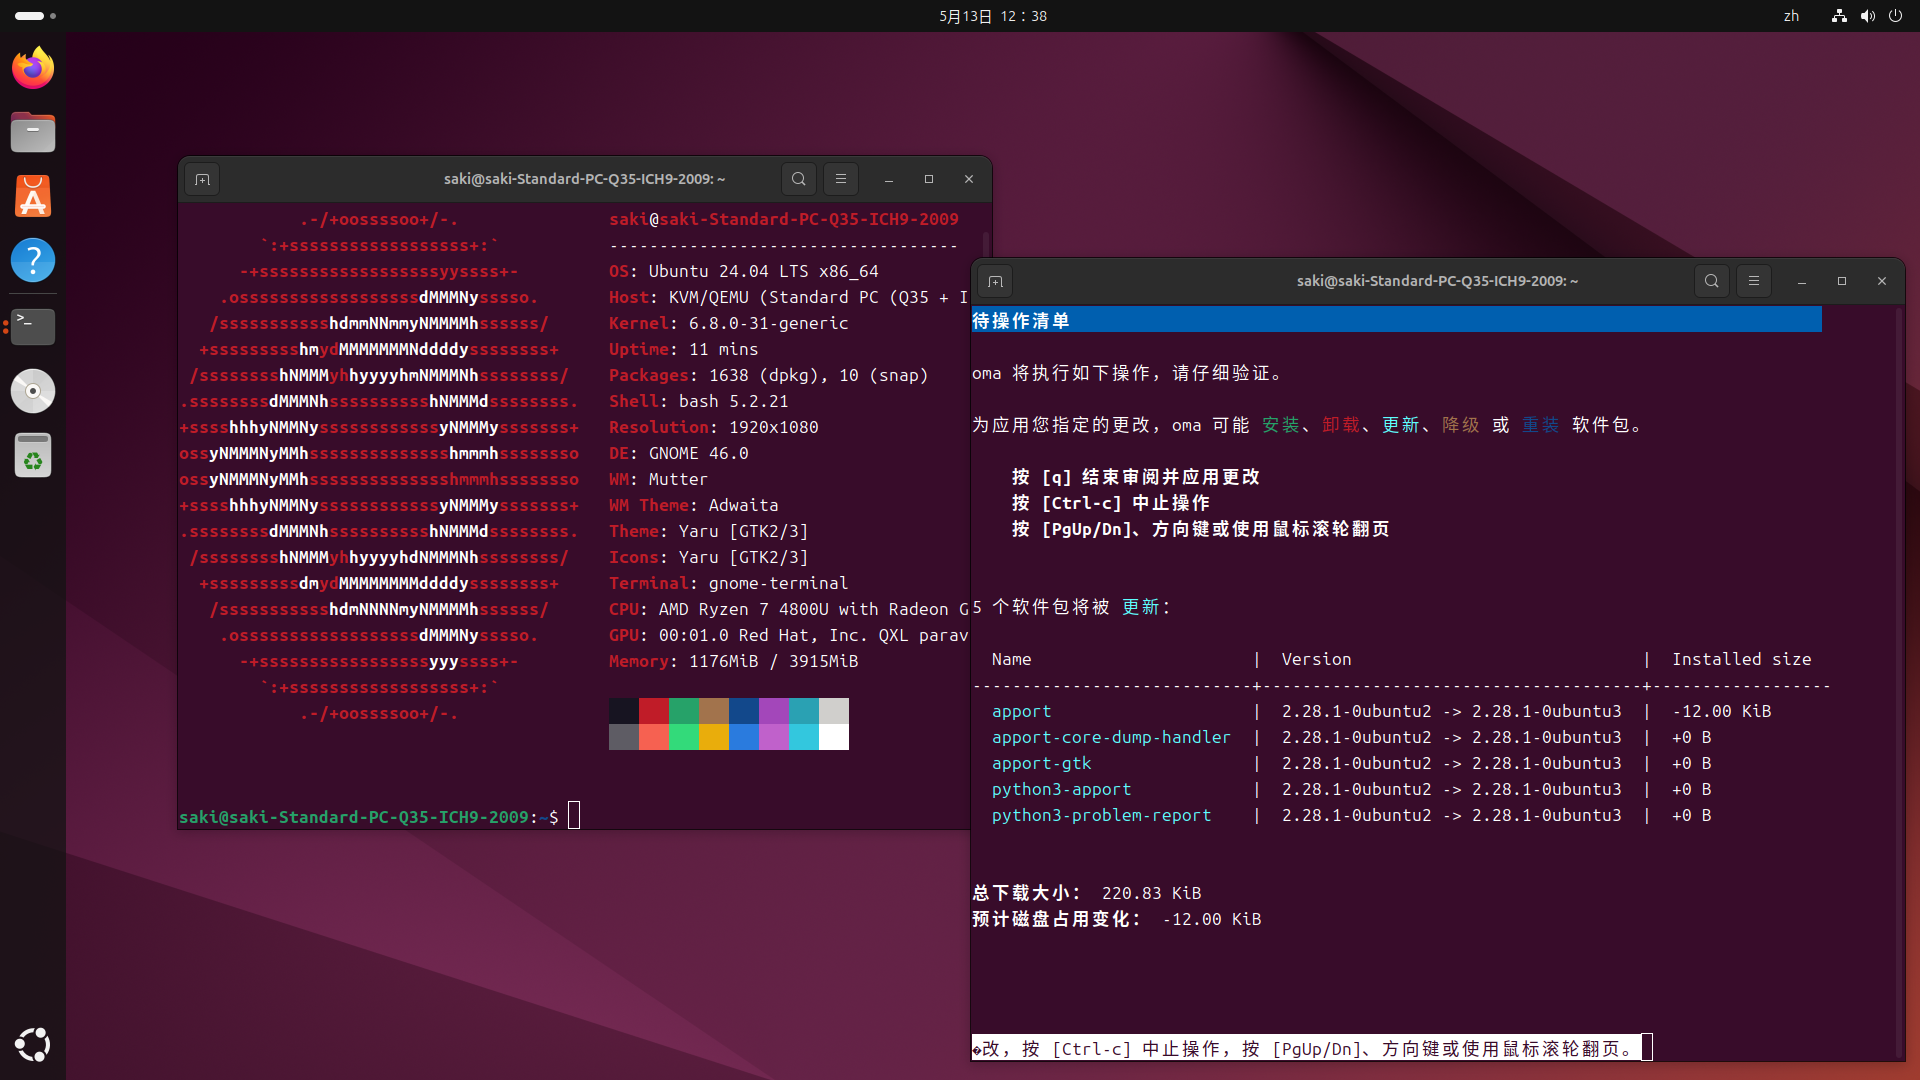 5月13日 12：38
zh
saki@saki-Standard-PC-Q35-ICH9-2009: ~
.-/+oossssoo+/-.
`:+ssssssssssssssssss+:`
-+ssssssssssssssssssyyssss+-
.ossssssssssssssssssdMMMNysssso.
/ssssssssssshdmmNNmmyNMMMMhssssss/
+ssssssssshmydMMMMMMMNddddyssssssss+
/sssssssshNMMMyhhyyyyhmNMMMNhssssssss/
.ssssssssdMMMNhsssssssssshNMMMdssssssss.
+sssshhhyNMMNyssssssssssssyNMMMysssssss+
ossyNMMMNyMMhsssssssssssssshmmmhssssssso
ossyNMMMNyMMhsssssssssssssshmmmhssssssso
+sssshhhyNMMNyssssssssssssyNMMMysssssss+
.ssssssssdMMMNhsssssssssshNMMMdssssssss.
/sssssssshNMMMyhhyyyyhdNMMMNhssssssss/
+sssssssssdmydMMMMMMMMddddyssssssss+
/ssssssssssshdmNNNNmyNMMMMhssssss/
.ossssssssssssssssssdMMMNysssso.
-+sssssssssssssssssyyyssss+-
`:+ssssssssssssssssss+:`
.-/+oossssoo+/-.
saki@saki-Standard-PC-Q35-ICH9-2009
-----------------------------------
OS: Ubuntu 24.04 LTS x86_64
Host: KVM/QEMU (Standard PC (Q35 + I
Kernel: 6.8.0-31-generic
Uptime: 11 mins
Packages: 1638 (dpkg), 10 (snap)
Shell: bash 5.2.21
Resolution: 1920x1080
DE: GNOME 46.0
WM: Mutter
WM Theme: Adwaita
Theme: Yaru [GTK2/3]
Icons: Yaru [GTK2/3]
Terminal: gnome-terminal
CPU: AMD Ryzen 7 4800U with Radeon G
GPU: 00:01.0 Red Hat, Inc. QXL parav
Memory: 1176MiB / 3915MiB
saki@saki-Standard-PC-Q35-ICH9-2009:~$
saki@saki-Standard-PC-Q35-ICH9-2009: ~
待操作清单
oma 将执行如下操作，请仔细验证。
为应用您指定的更改，oma 可能 安装、卸载、更新、降级 或 重装 软件包。
按 [q] 结束审阅并应用更改
按 [Ctrl-c] 中止操作
按 [PgUp/Dn]、方向键或使用鼠标滚轮翻页
5 个软件包将被 更新：
Name | Version | Installed size
----------------------------+--------------------------------------+------------------
apport | 2.28.1-0ubuntu2 -> 2.28.1-0ubuntu3 | -12.00 KiB
apport-core-dump-handler | 2.28.1-0ubuntu2 -> 2.28.1-0ubuntu3 | +0 B
apport-gtk | 2.28.1-0ubuntu2 -> 2.28.1-0ubuntu3 | +0 B
python3-apport | 2.28.1-0ubuntu2 -> 2.28.1-0ubuntu3 | +0 B
python3-problem-report | 2.28.1-0ubuntu2 -> 2.28.1-0ubuntu3 | +0 B
总下载大小： 220.83 KiB
预计磁盘占用变化： -12.00 KiB
�改，按 [Ctrl-c] 中止操作，按 [PgUp/Dn]、方向键或使用鼠标滚轮翻页。